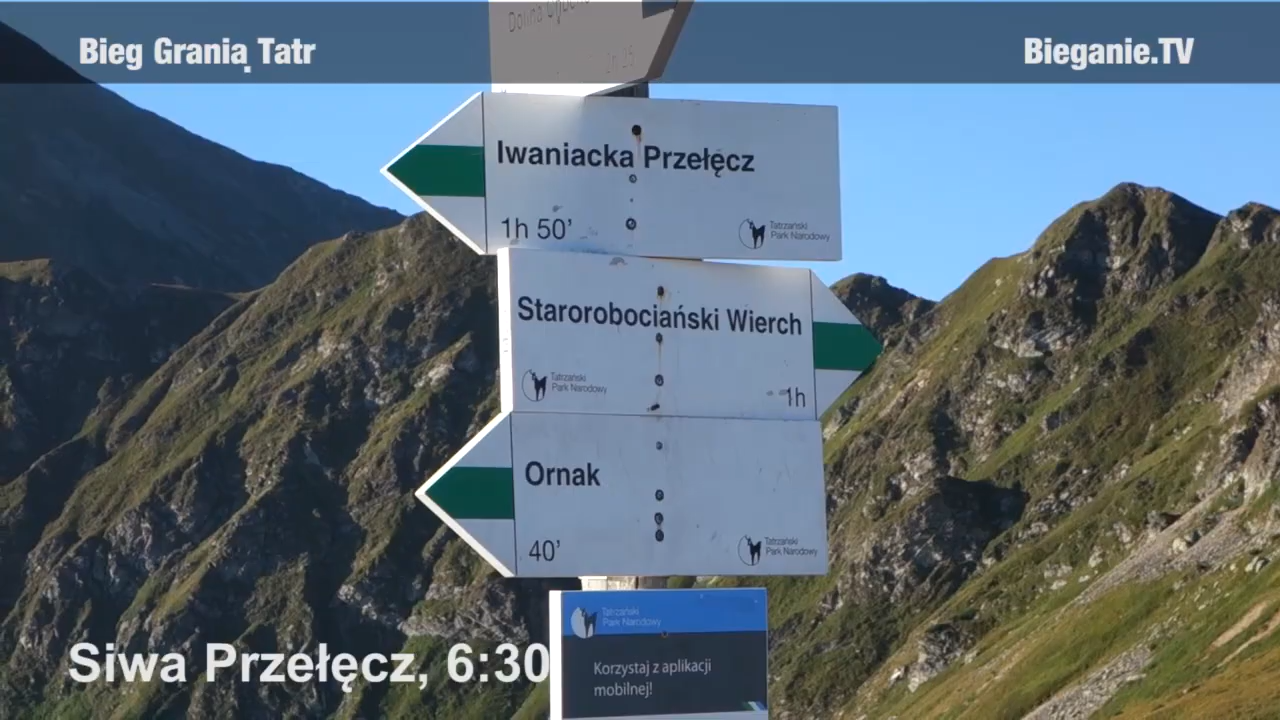 Bieg Granią Tatr
Bieganie.TV
Dolina
Iwaniacka Przełęcz
1h 50’
Tatrzański
Park Narodowy
Starorobociański Wierch
Tatrzański
Park Narodowy
1h
Ornak
40’
Tatrzański
Park Narodowy
Tatrzański
Park Narodowy
Korzystaj z aplikacji
mobilnej!
Siwa Przełęcz, 6:30